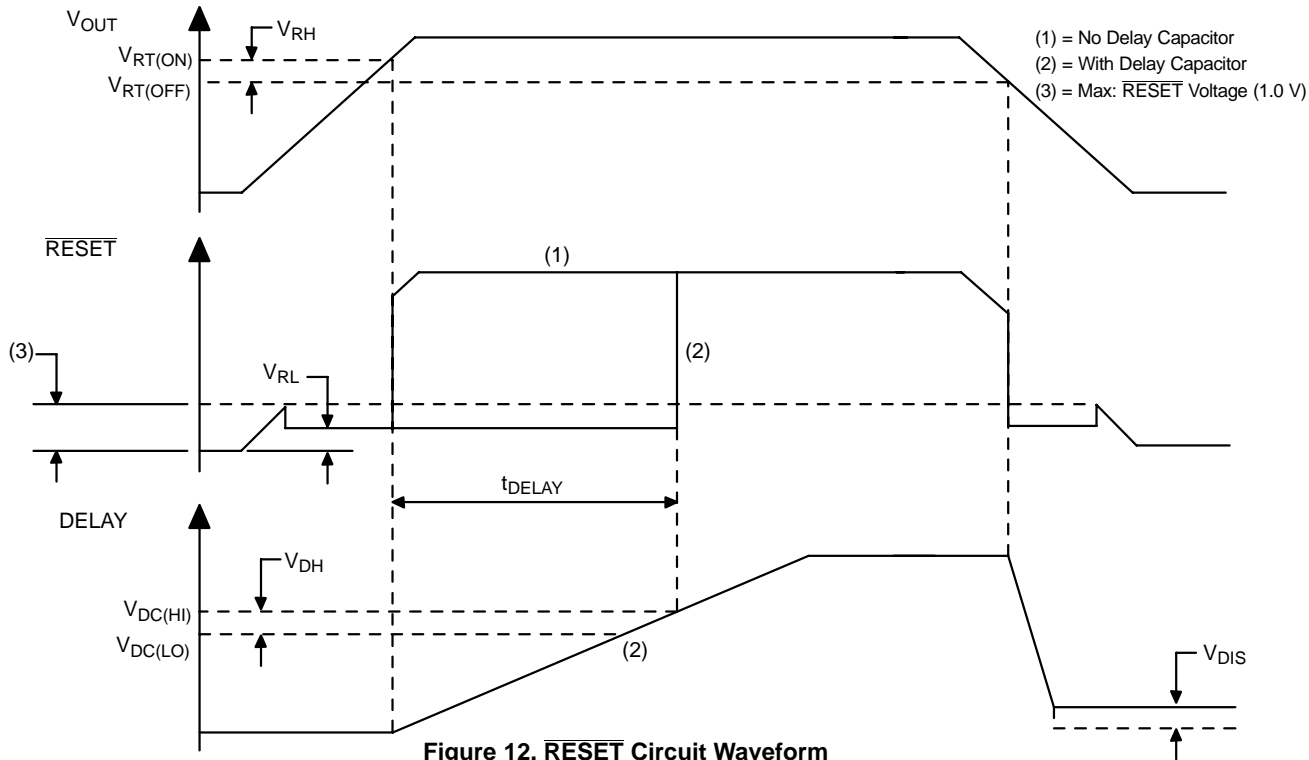 VOUT
VRH
VRT(ON)
VRT(OFF)
(1) = No Delay Capacitor
(2) = With Delay Capacitor
(3) = Max: RESET Voltage (1.0 V)
RESET
(1)
(3)
(2)
VRL
tDELAY
DELAY
VDH
VDC(HI)
VDC(LO)
(2)
VDIS
Figure 12. RESET Circuit Waveform